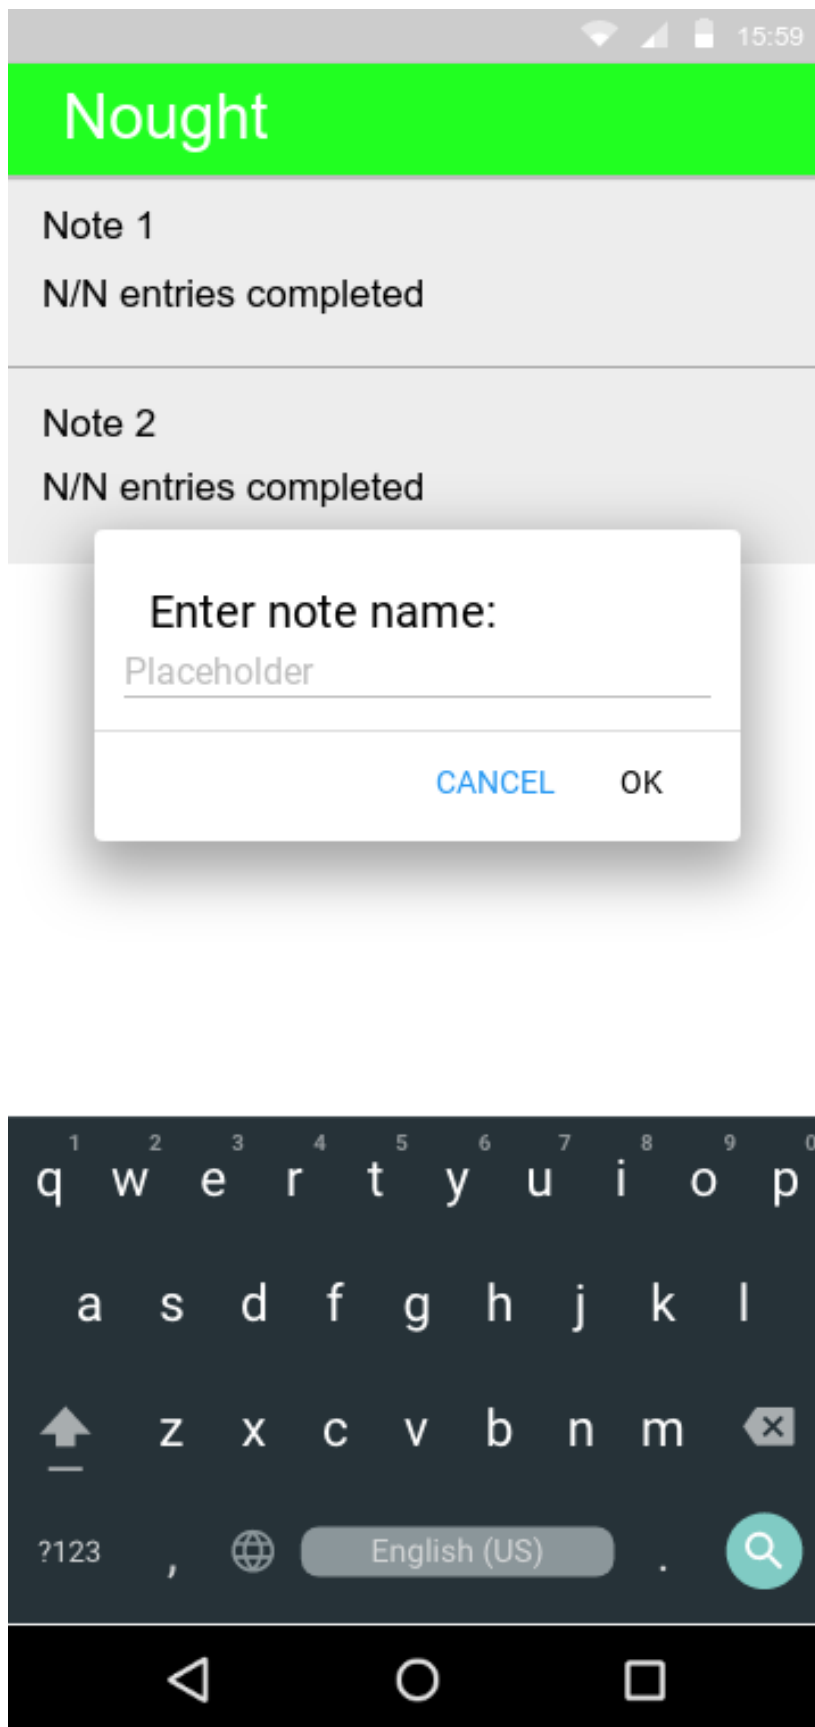 15:59
Nought
Note 1
N/N entries completed
Note 2
N/N entries completed
Enter note name:
Placeholder
CANCEL OK
1 2 3 4 5 6 7 8 9 0
q w e r t y u i o p
a s d f g h j k l
z x c v b n m
?123 , English (US) .